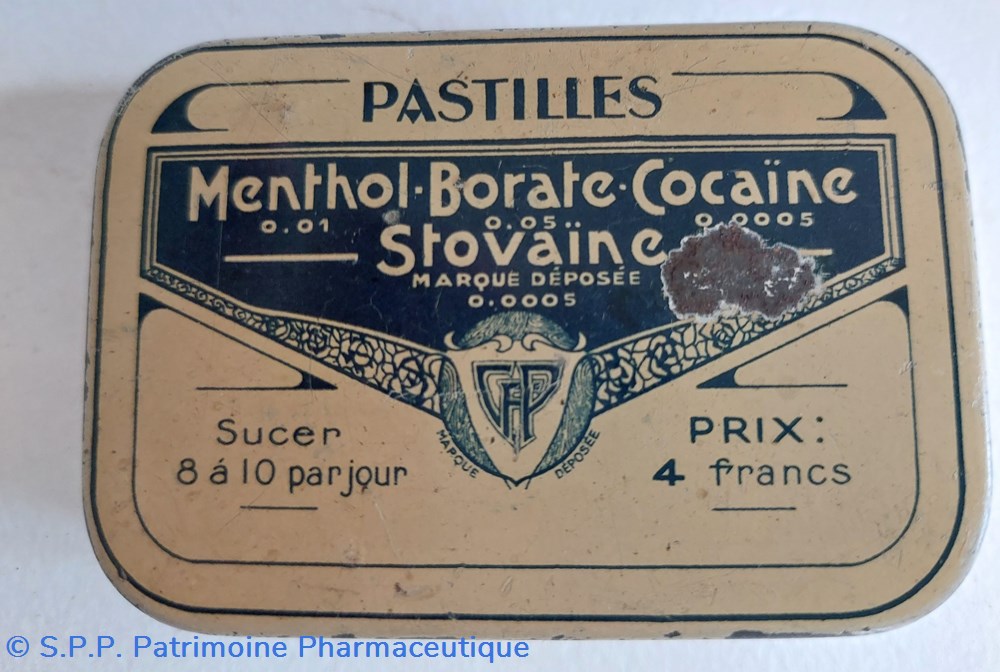 PASTILLES
Menthol-Borate-Cocaïne
0.01 0.05 0.0005
Stovaïne
MARQUE DÉPOSÉE
0.0005
MARQUE DÉPOSÉE
Sucer
8 á 10 par jour
PRIX:
4 francs
© S.P.P. Patrimoine Pharmaceutique